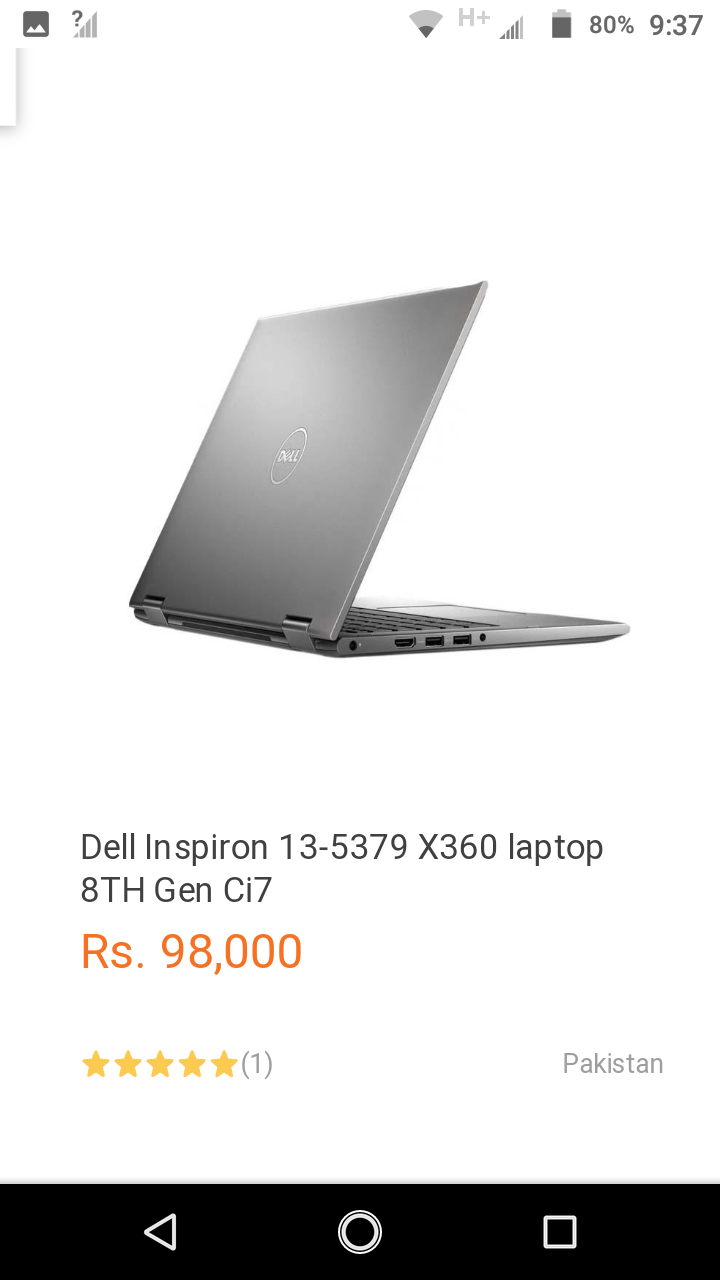 ? H+ 80% 9:37
DELL
Dell Inspiron 13-5379 X360 laptop
8TH Gen Ci7
Rs. 98,000
(1) Pakistan